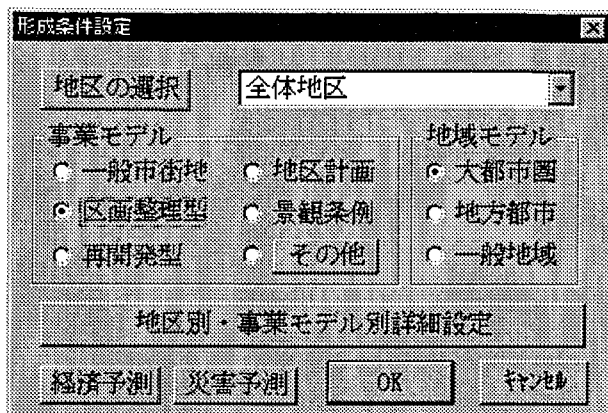 形成条件設定
地区の選択 全体地区
事業モデル 地域モデル
一般市街地 地区計画 大都市圏
区画整理型 景観条例 地方都市
再開発型 その他 一般地域
地区別・事業モデル別詳細設定
経済予測 災害予測 OK キャンセル